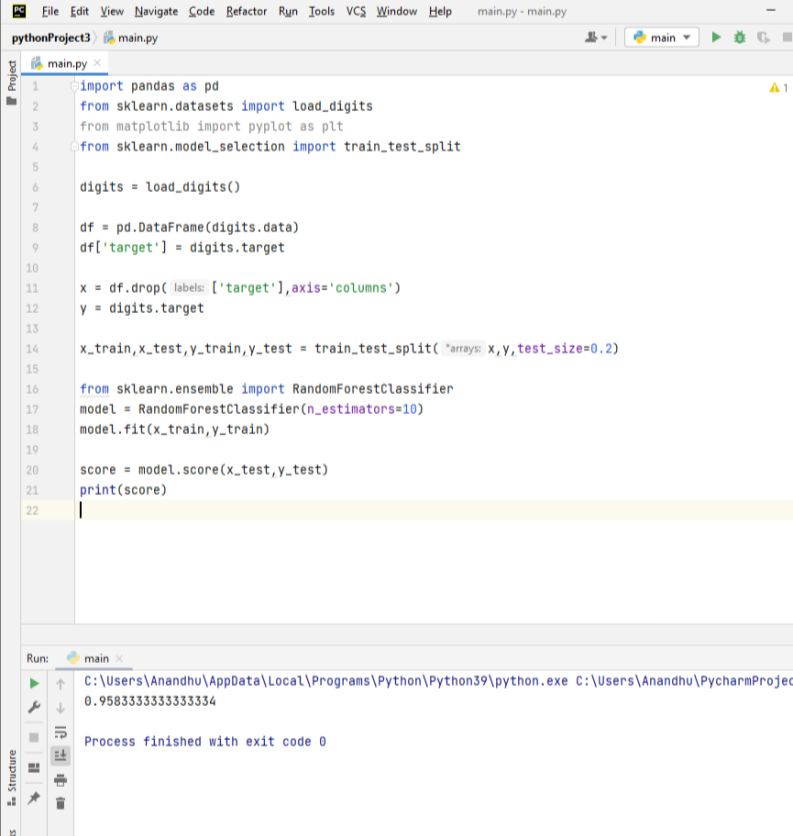 PC File Edit View Navigate Code Refactor Run Tools VCS Window Help main.py - main.py
pythonProject3 main.py main
Project
main.py
1 import pandas as pd
2 from sklearn.datasets import load_digits
3 from matplotlib import pyplot as plt
4 from sklearn.model_selection import train_test_split
5
6 digits = load_digits()
7
8 df = pd.DataFrame(digits.data)
9 df['target'] = digits.target
10
11 x = df.drop( labels: ['target'],axis='columns')
12 y = digits.target
13
14 x_train,x_test,y_train,y_test = train_test_split( *arrays: x,y,test_size=0.2)
15
16 from sklearn.ensemble import RandomForestClassifier
17 model = RandomForestClassifier(n_estimators=10)
18 model.fit(x_train,y_train)
19
20 score = model.score(x_test,y_test)
21 print(score)
22
1
Run: main
C:\Users\Anandhu\AppData\Local\Programs\Python\Python39\python.exe C:\Users\Anandhu\PycharmProjec
0.9583333333333334
Process finished with exit code 0
Structure